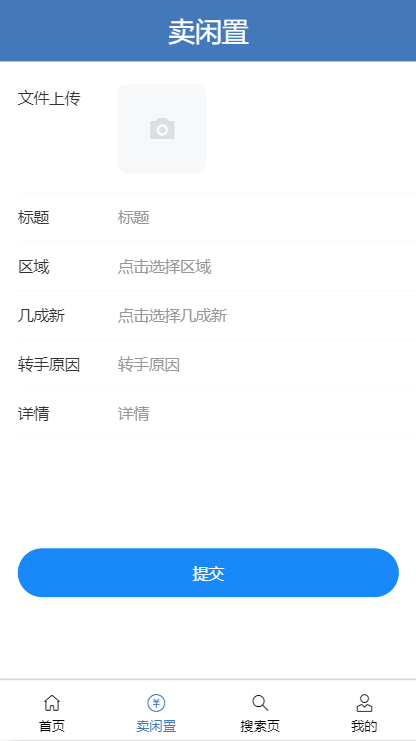 卖闲置
文件上传
标题 标题
区域 点击选择区域
几成新 点击选择几成新
转手原因 转手原因
详情 详情
提交
首页 卖闲置 搜索页 我的